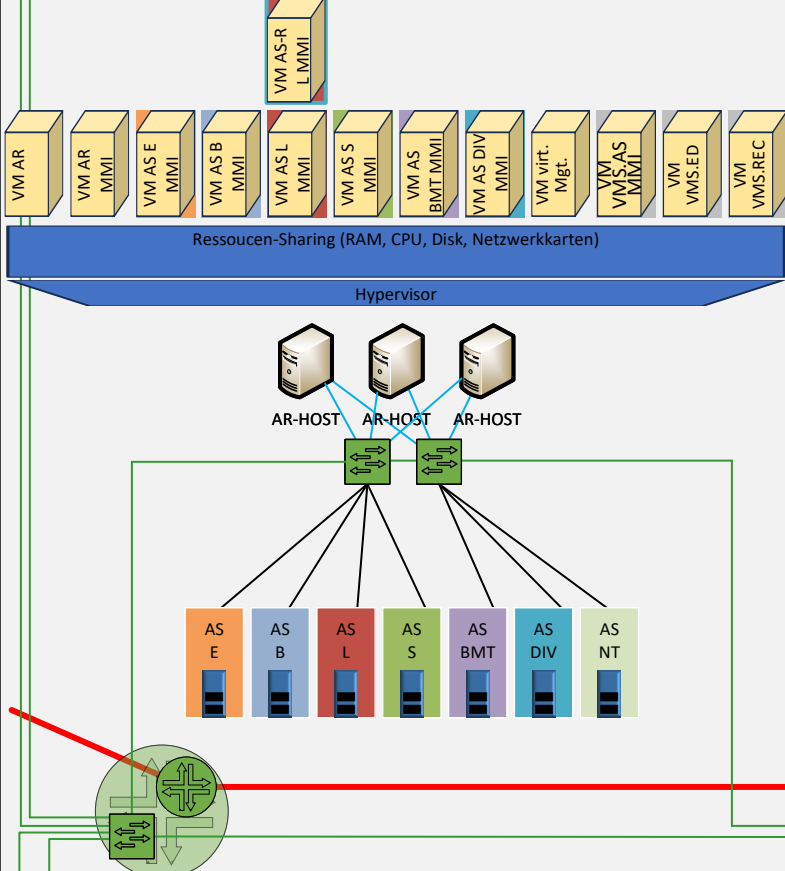 VM AS-R
L MMI
VM AR
VM AR
MMI
VM AS E
MMI
VM AS B
MMI
VM AS L
MMI
VM AS S
MMI
VM AS
BMT MMI
VM AS DIV
MMI
VM virt.
Mgt.
VM
VMS.AS
MMI
VM
VMS.ED
VM
VMS.REC
Ressoucen-Sharing (RAM, CPU, Disk, Netzwerkkarten)
Hypervisor
AR-HOST
AR-HOST
AR-HOST
AS
E
AS
B
AS
L
AS
S
AS
BMT
AS
DIV
AS
NT